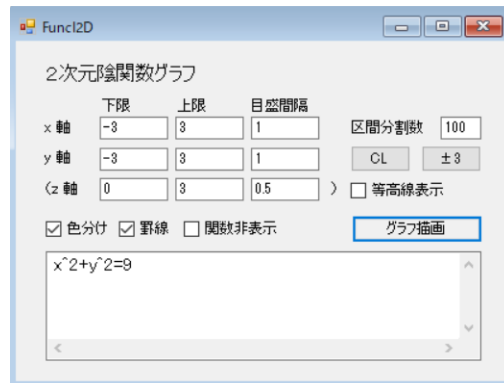 FuncI2D
2次元陰関数グラフ
下限 上限 目盛間隔
x 軸 -3 3 1 区間分割数 100
y 軸 -3 3 1 CL ±3
(z 軸 0 3 0.5 ) 等高線表示
色分け 罫線 関数非表示 グラフ描画
x^2+y^2=9